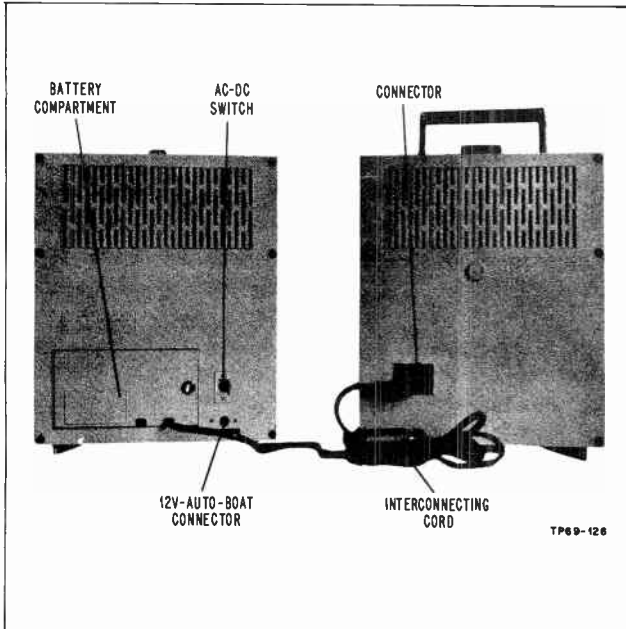 BATTERY
COMPARTMENT
AC-DC
SWITCH
CONNECTOR
12V-AUTO-BOAT
CONNECTOR
INTERCONNECTING
CORD
TP69-126